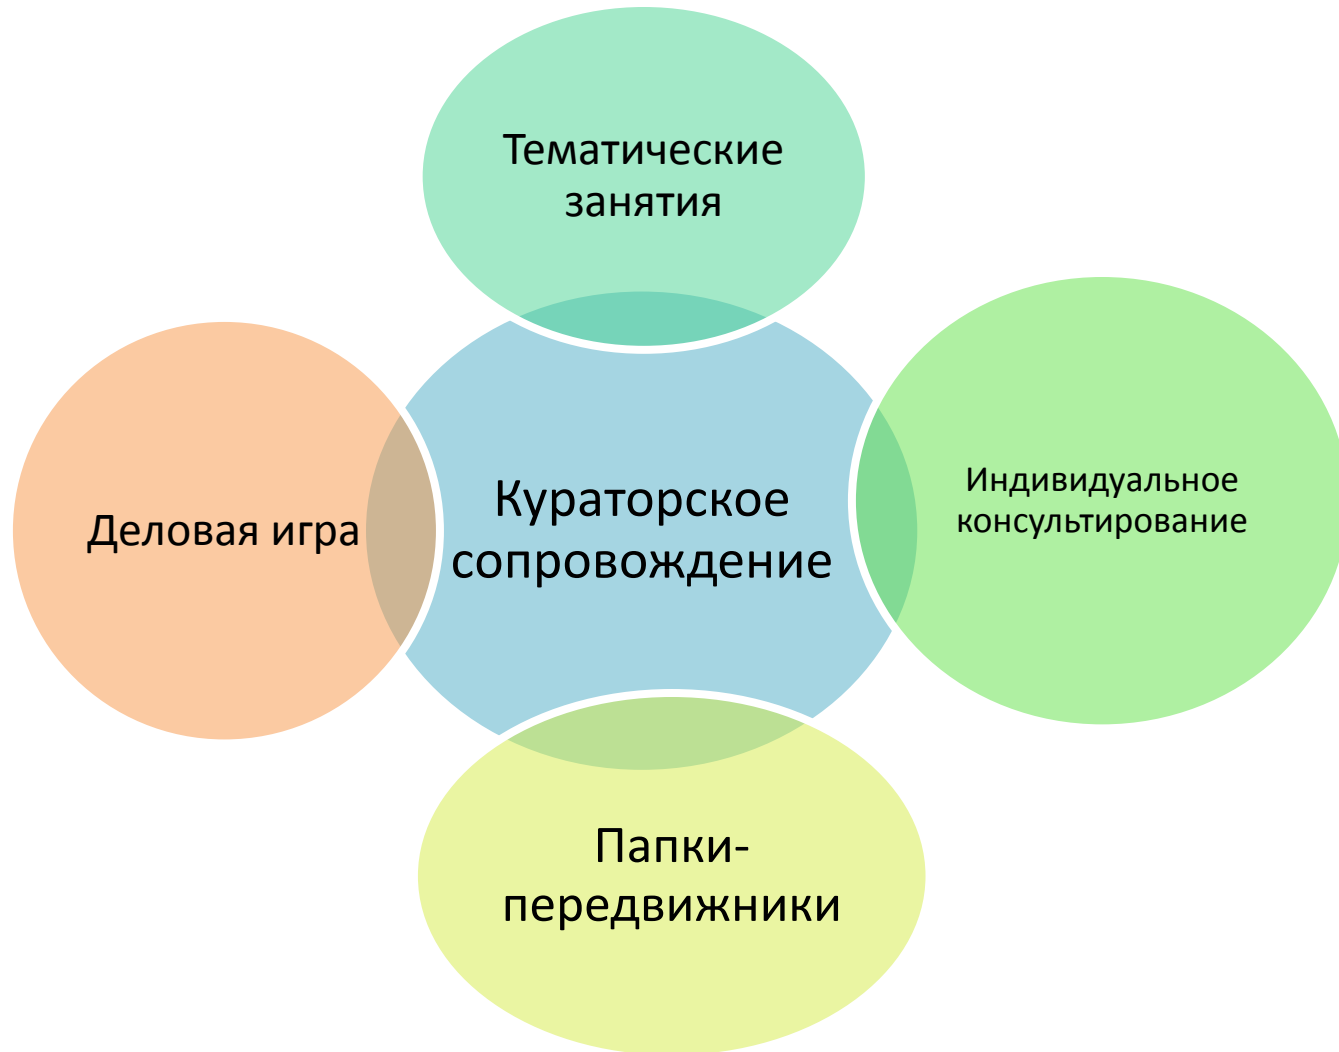 Тематические
занятия
Деловая игра
Кураторское
сопровождение
Индивидуальное
консультирование
Папки-
передвижники